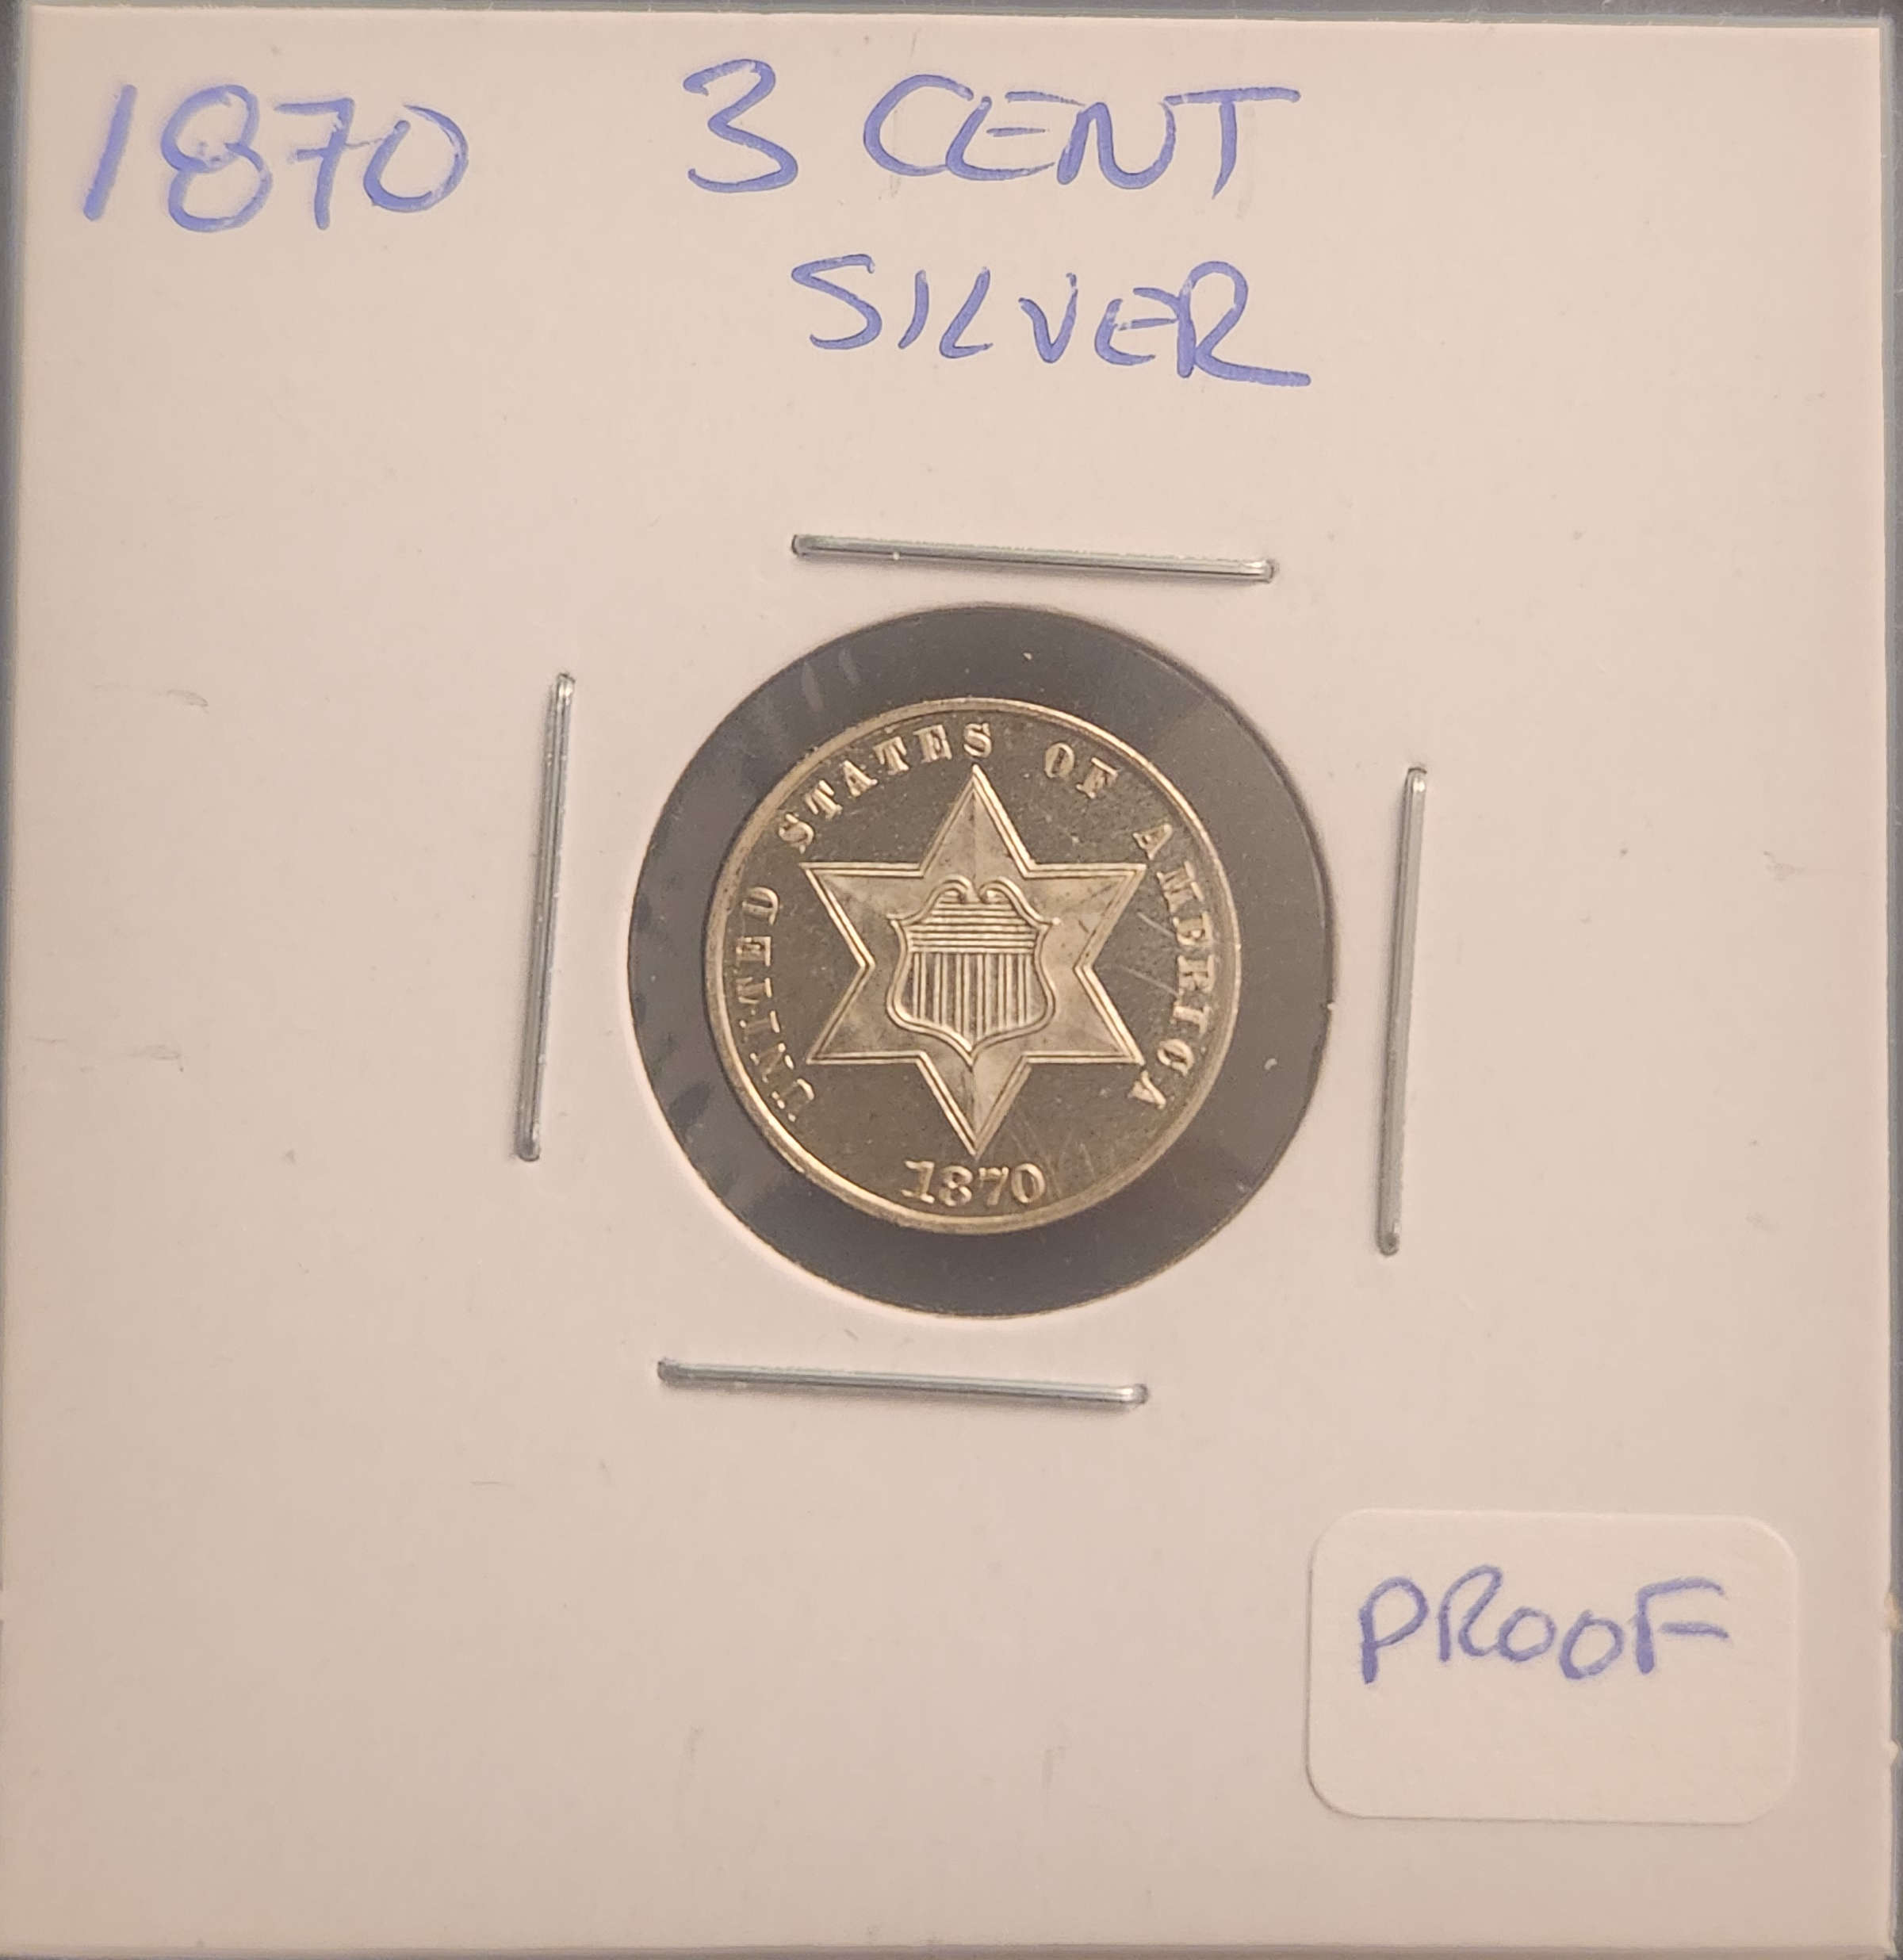 1870 3 CENT
SILVER
UNITED STATES OF AMERICA
1870
PROOF